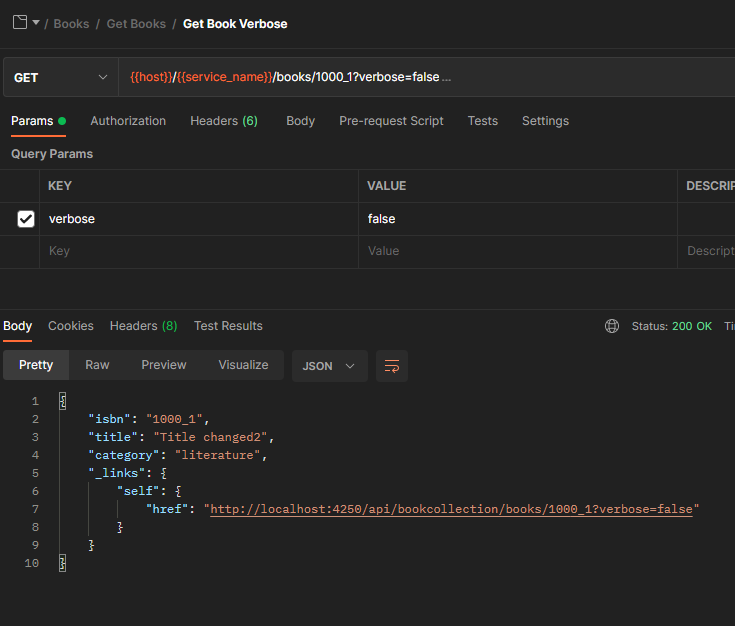 / Books / Get Books / Get Book Verbose
GET {{host}}/{{service_name}}/books/1000_1?verbose=false ...
Params Authorization Headers (6) Body Pre-request Script Tests Settings
Query Params
KEY VALUE DESCRIP
verbose false
Key Value Descript
Body Cookies Headers (8) Test Results Status: 200 OK Ti
Pretty Raw Preview Visualize JSON
1 {
2 "isbn": "1000_1",
3 "title": "Title changed2",
4 "category": "literature",
5 "_links": {
6 "self": {
7 "href": "http://localhost:4250/api/bookcollection/books/1000_1?verbose=false"
8 }
9 }
10 }